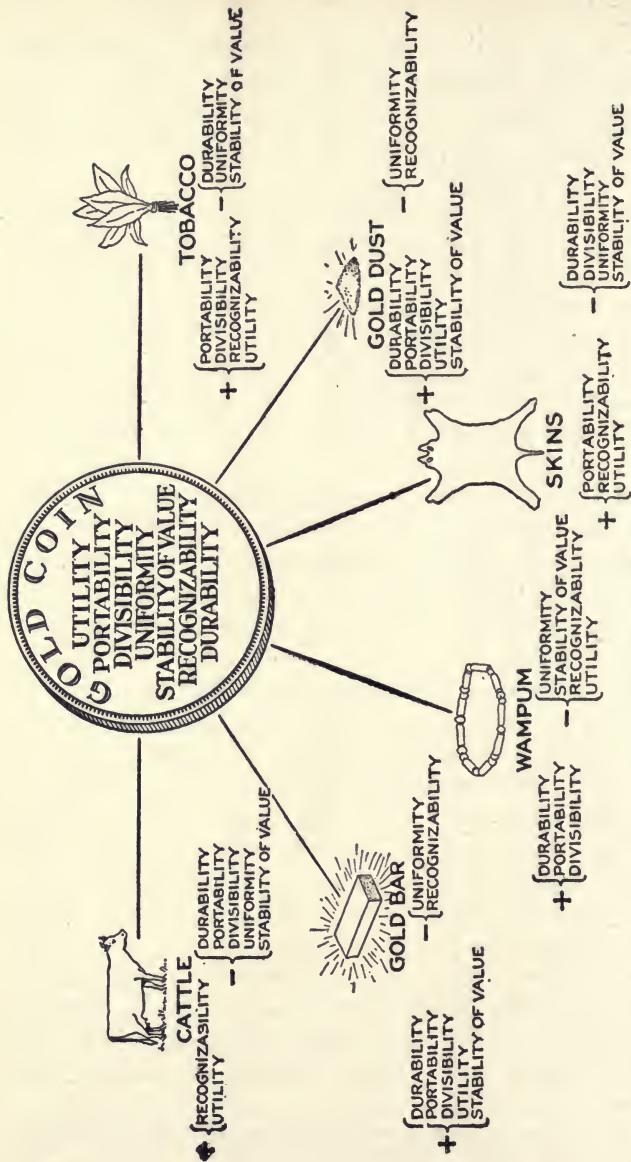 GOLD COIN
UTILITY
PORTABILITY
DIVISIBILITY
UNIFORMITY
STABILITY OF VALUE
RECOGNIZABILITY
DURABILITY
CATTLE
+
RECOGNIZABILITY
UTILITY
-
DURABILITY
PORTABILITY
DIVISIBILITY
UNIFORMITY
STABILITY OF VALUE
GOLD BAR
+
DURABILITY
PORTABILITY
DIVISIBILITY
UTILITY
STABILITY OF VALUE
-
UNIFORMITY
RECOGNIZABILITY
WAMPUM
+
DURABILITY
PORTABILITY
DIVISIBILITY
-
UNIFORMITY
STABILITY OF VALUE
RECOGNIZABILITY
UTILITY
SKINS
+
PORTABILITY
RECOGNIZABILITY
UTILITY
-
DURABILITY
DIVISIBILITY
UNIFORMITY
STABILITY OF VALUE
GOLD DUST
+
DURABILITY
PORTABILITY
DIVISIBILITY
UTILITY
STABILITY OF VALUE
-
UNIFORMITY
RECOGNIZABILITY
TOBACCO
+
PORTABILITY
DIVISIBILITY
RECOGNIZABILITY
UTILITY
-
DURABILITY
UNIFORMITY
STABILITY OF VALUE